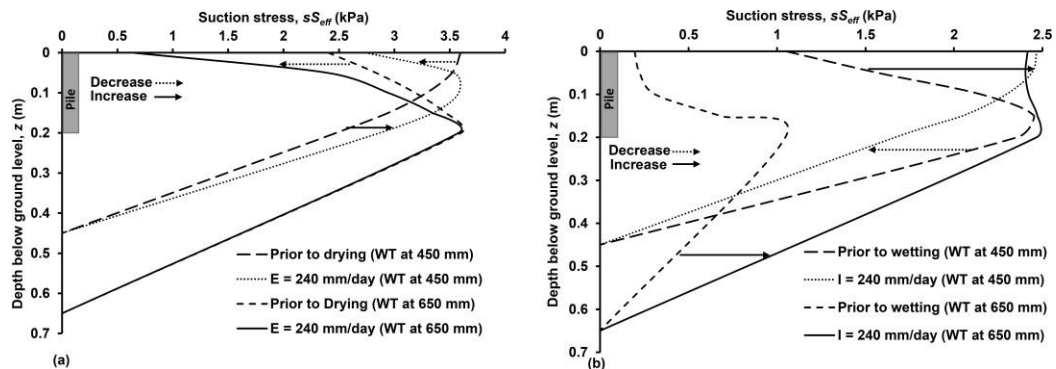 Suction stress, sS_eff (kPa)
0 0.5 1 1.5 2 2.5 3 3.5 4
Depth below ground level, z (m)
0
0.1
0.2
0.3
0.4
0.5
0.6
0.7
Pile
Decrease
Increase
Prior to drying (WT at 450 mm)
E = 240 mm/day (WT at 450 mm)
Prior to Drying (WT at 650 mm)
E = 240 mm/day (WT at 650 mm)
(a)
Suction stress, sS_eff (kPa)
0 0.5 1 1.5 2 2.5
Depth below ground level, z (m)
0
0.1
0.2
0.3
0.4
0.5
0.6
0.7
Pile
Decrease
Increase
Prior to wetting (WT at 450 mm)
I = 240 mm/day (WT at 450 mm)
Prior to wetting (WT at 650 mm)
I = 240 mm/day (WT at 650 mm)
(b)